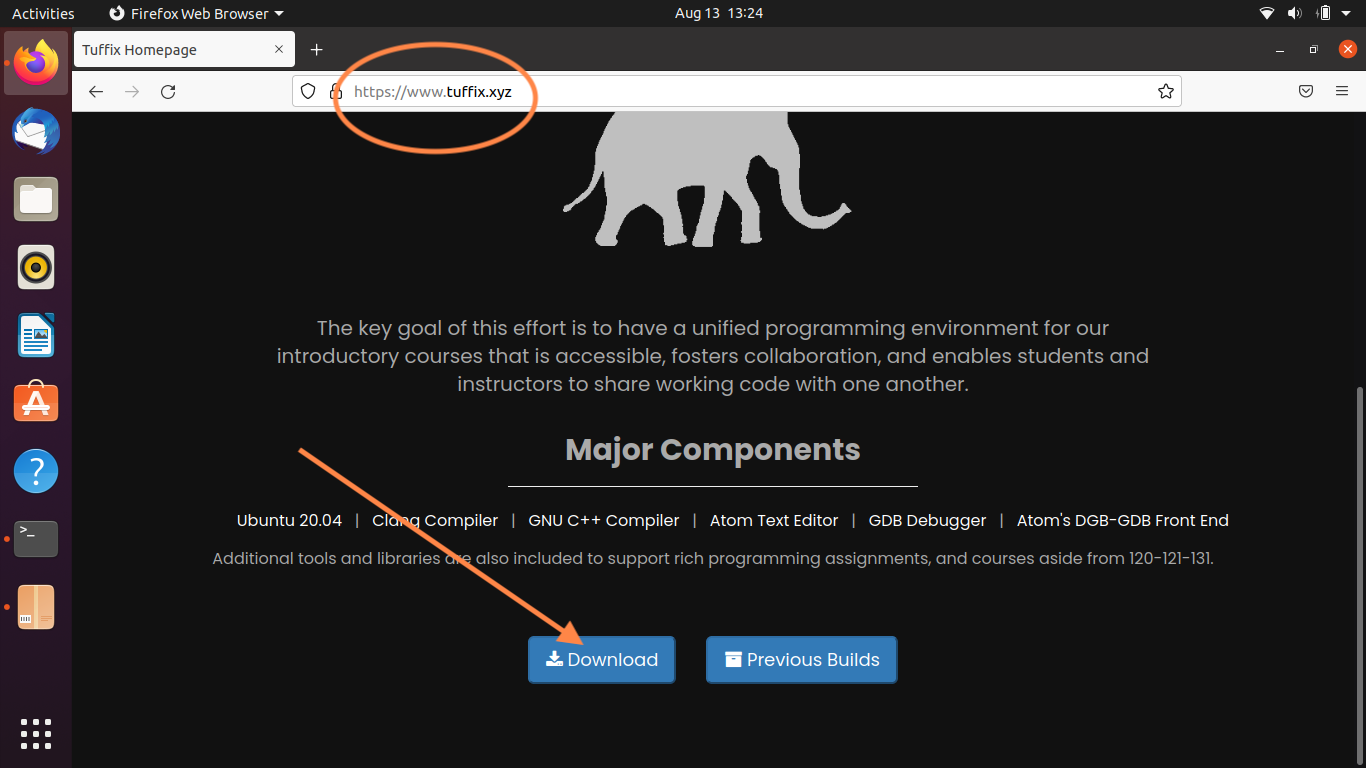 Activities Firefox Web Browser Aug 13 13:24
Tuffix Homepage
https://www.tuffix.xyz
The key goal of this effort is to have a unified programming environment for our
introductory courses that is accessible, fosters collaboration, and enables students and
instructors to share working code with one another.
Major Components
Ubuntu 20.04 | Clang Compiler | GNU C++ Compiler | Atom Text Editor | GDB Debugger | Atom's DGB-GDB Front End
Additional tools and libraries are also included to support rich programming assignments, and courses aside from 120-121-131.
Download Previous Builds